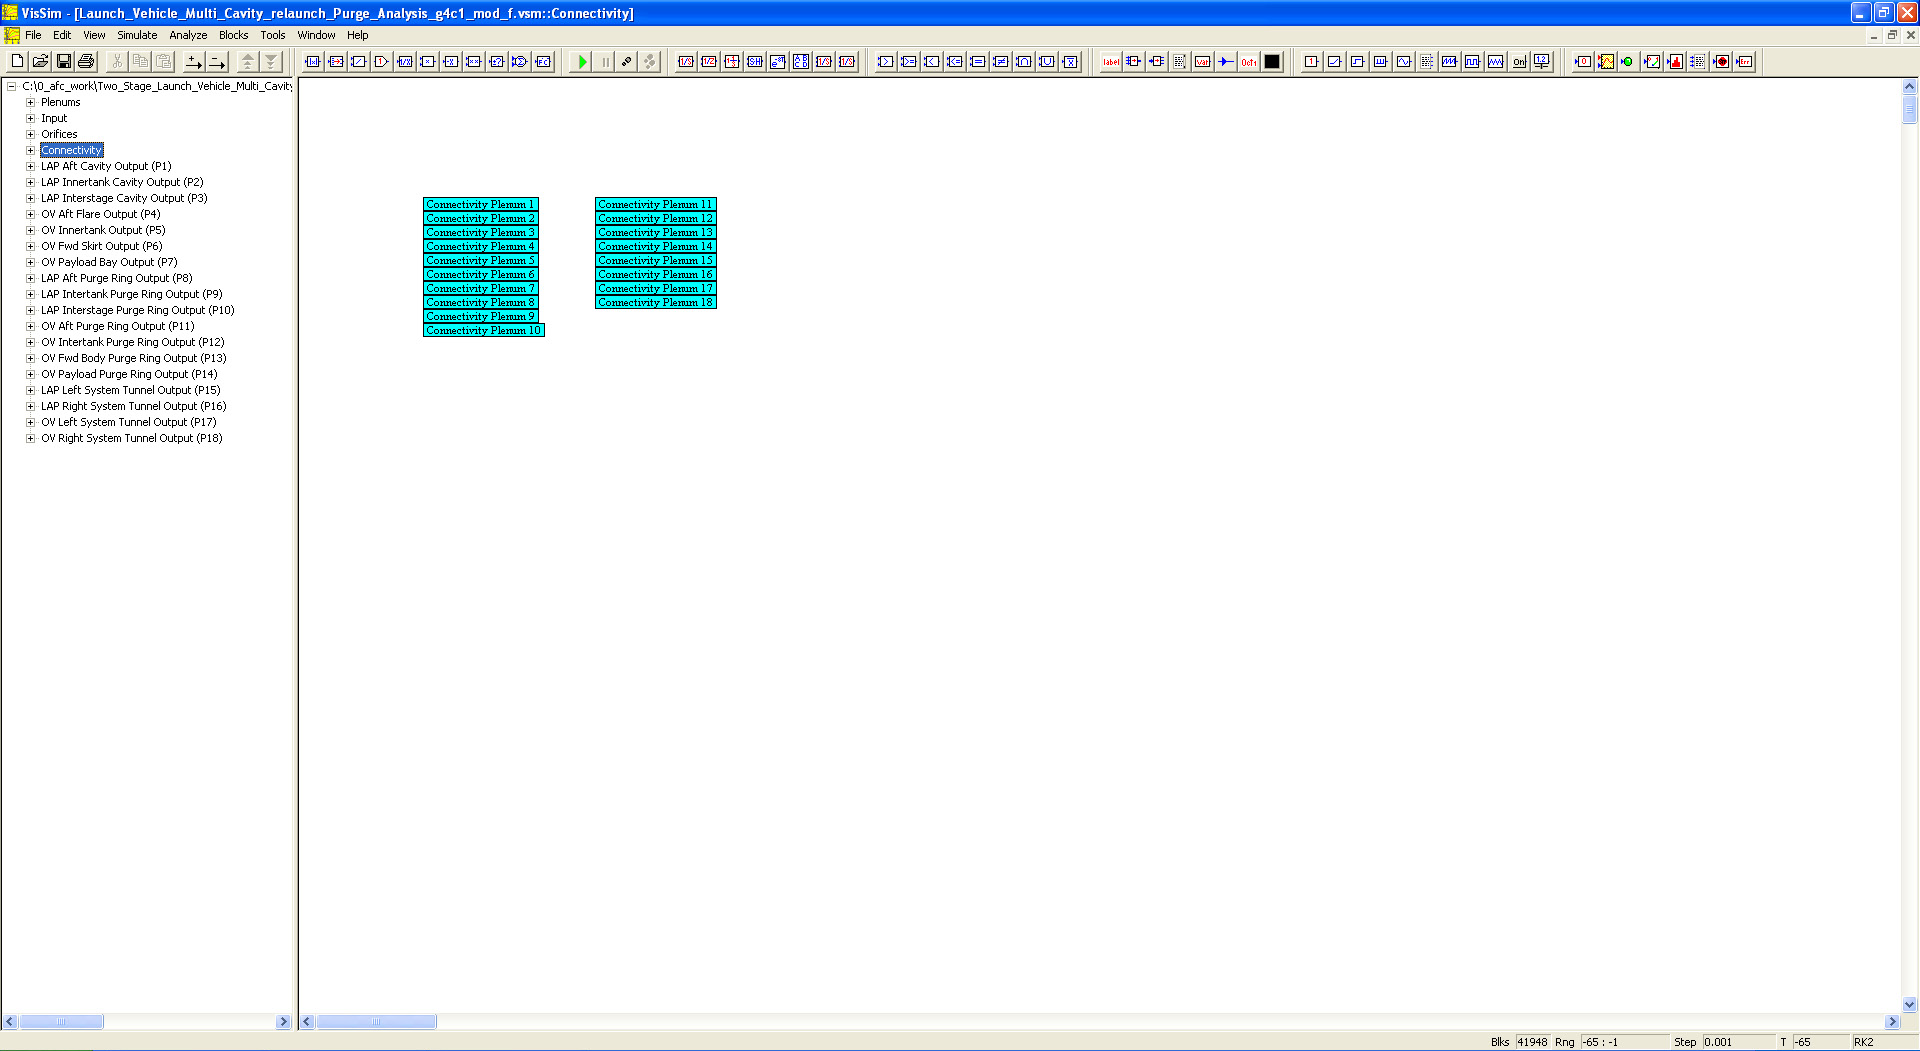 VisSim - [Launch_Vehicle_Multi_Cavity_relaunch_Purge_Analysis_g4c1_mod_f.vsm::Connectivity]
File Edit View Simulate Analyze Blocks Tools Window Help
C:\0_afc_work\Two_Stage_Launch_Vehicle_Multi_Cavity
Plenums
Input
Orifices
Connectivity
LAP Aft Cavity Output (P1)
LAP Innertank Cavity Output (P2)
LAP Interstage Cavity Output (P3)
OV Aft Flare Output (P4)
OV Innertank Output (P5)
OV Fwd Skirt Output (P6)
OV Payload Bay Output (P7)
LAP Aft Purge Ring Output (P8)
LAP Intertank Purge Ring Output (P9)
LAP Interstage Purge Ring Output (P10)
OV Aft Purge Ring Output (P11)
OV Intertank Purge Ring Output (P12)
OV Fwd Body Purge Ring Output (P13)
OV Payload Purge Ring Output (P14)
LAP Left System Tunnel Output (P15)
LAP Right System Tunnel Output (P16)
OV Left System Tunnel Output (P17)
OV Right System Tunnel Output (P18)
Connectivity Plenum 1
Connectivity Plenum 2
Connectivity Plenum 3
Connectivity Plenum 4
Connectivity Plenum 5
Connectivity Plenum 6
Connectivity Plenum 7
Connectivity Plenum 8
Connectivity Plenum 9
Connectivity Plenum 10
Connectivity Plenum 11
Connectivity Plenum 12
Connectivity Plenum 13
Connectivity Plenum 14
Connectivity Plenum 15
Connectivity Plenum 16
Connectivity Plenum 17
Connectivity Plenum 18
Blks 41948 Rng -65 : -1 Step 0.001 T -65 RK2